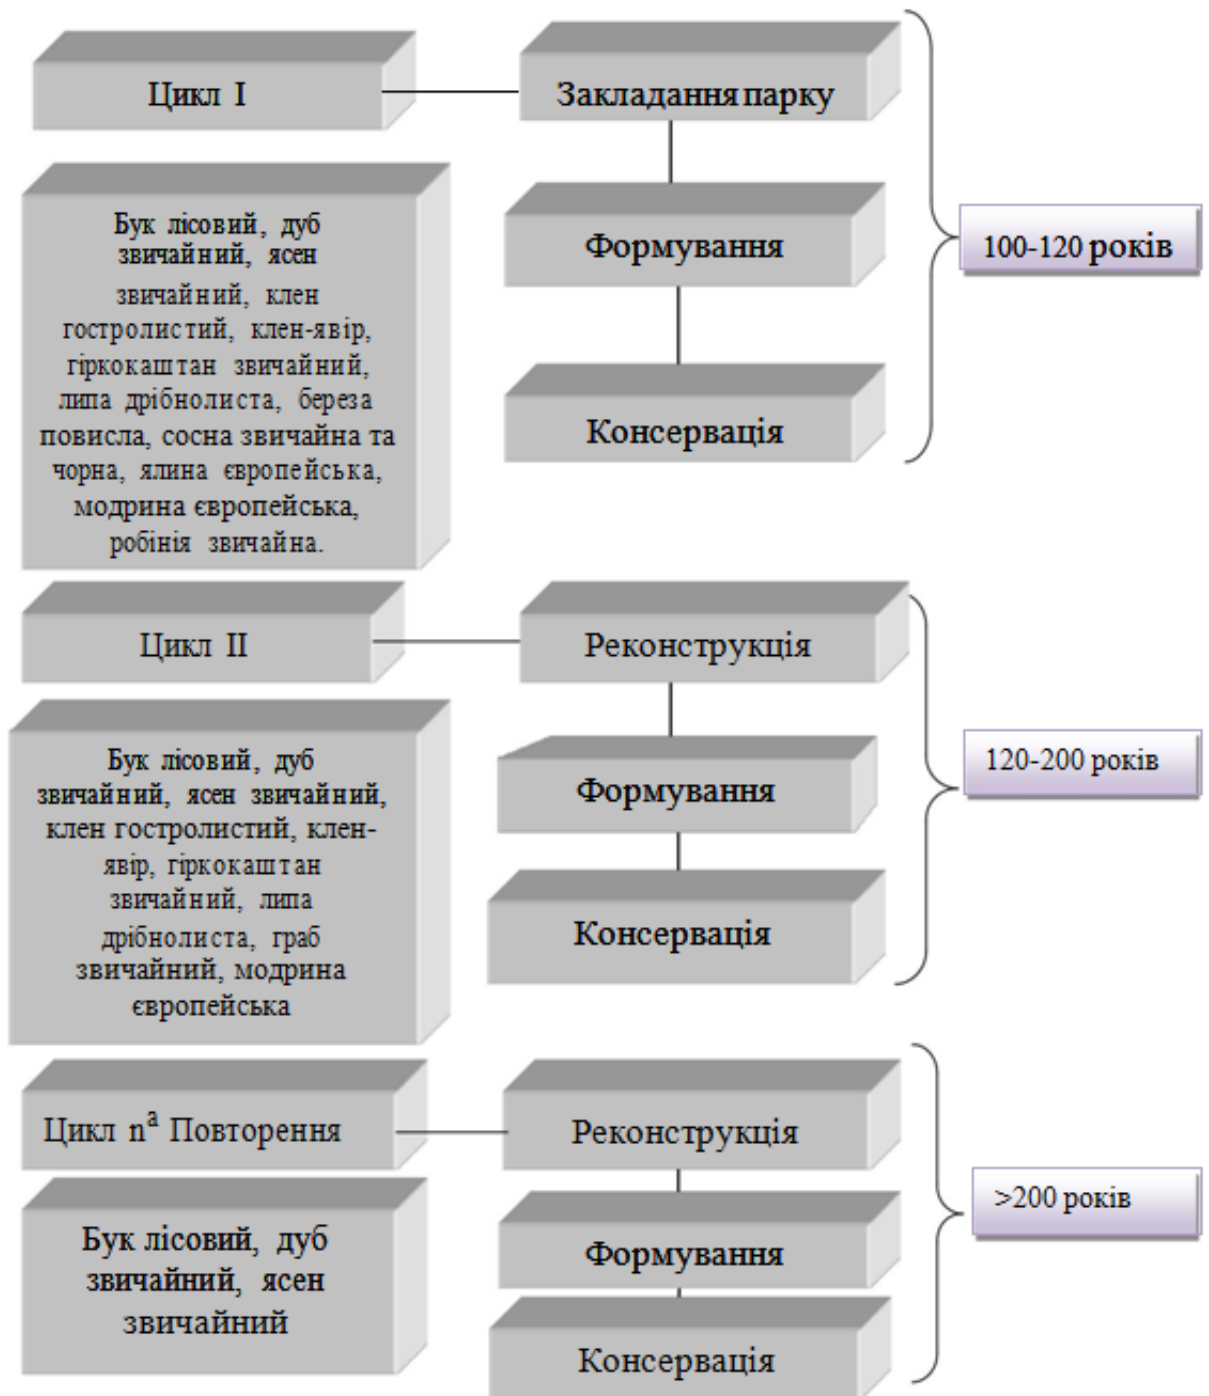 Цикл I
Закладання парку
Бук лісовий, дуб
звичайний, ясен
звичайний, клен
гостролистий, клен-явір,
гіркокаштан звичайний,
липа дрібнолиста, береза
повисла, сосна звичайна та
чорна, ялина європейська,
модрина європейська,
робінія звичайна.
Формування
Консервація
100-120 років
Цикл II
Реконструкція
Бук лісовий, дуб
звичайний, ясен звичайний,
клен гостролистий, клен-
явір, гіркокаштан
звичайний, липа
дрібнолиста, граб
звичайний, модрина
європейська
Формування
Консервація
120-200 років
Цикл nª Повторення
Реконструкція
Бук лісовий, дуб
звичайний, ясен
звичайний
Формування
Консервація
>200 років